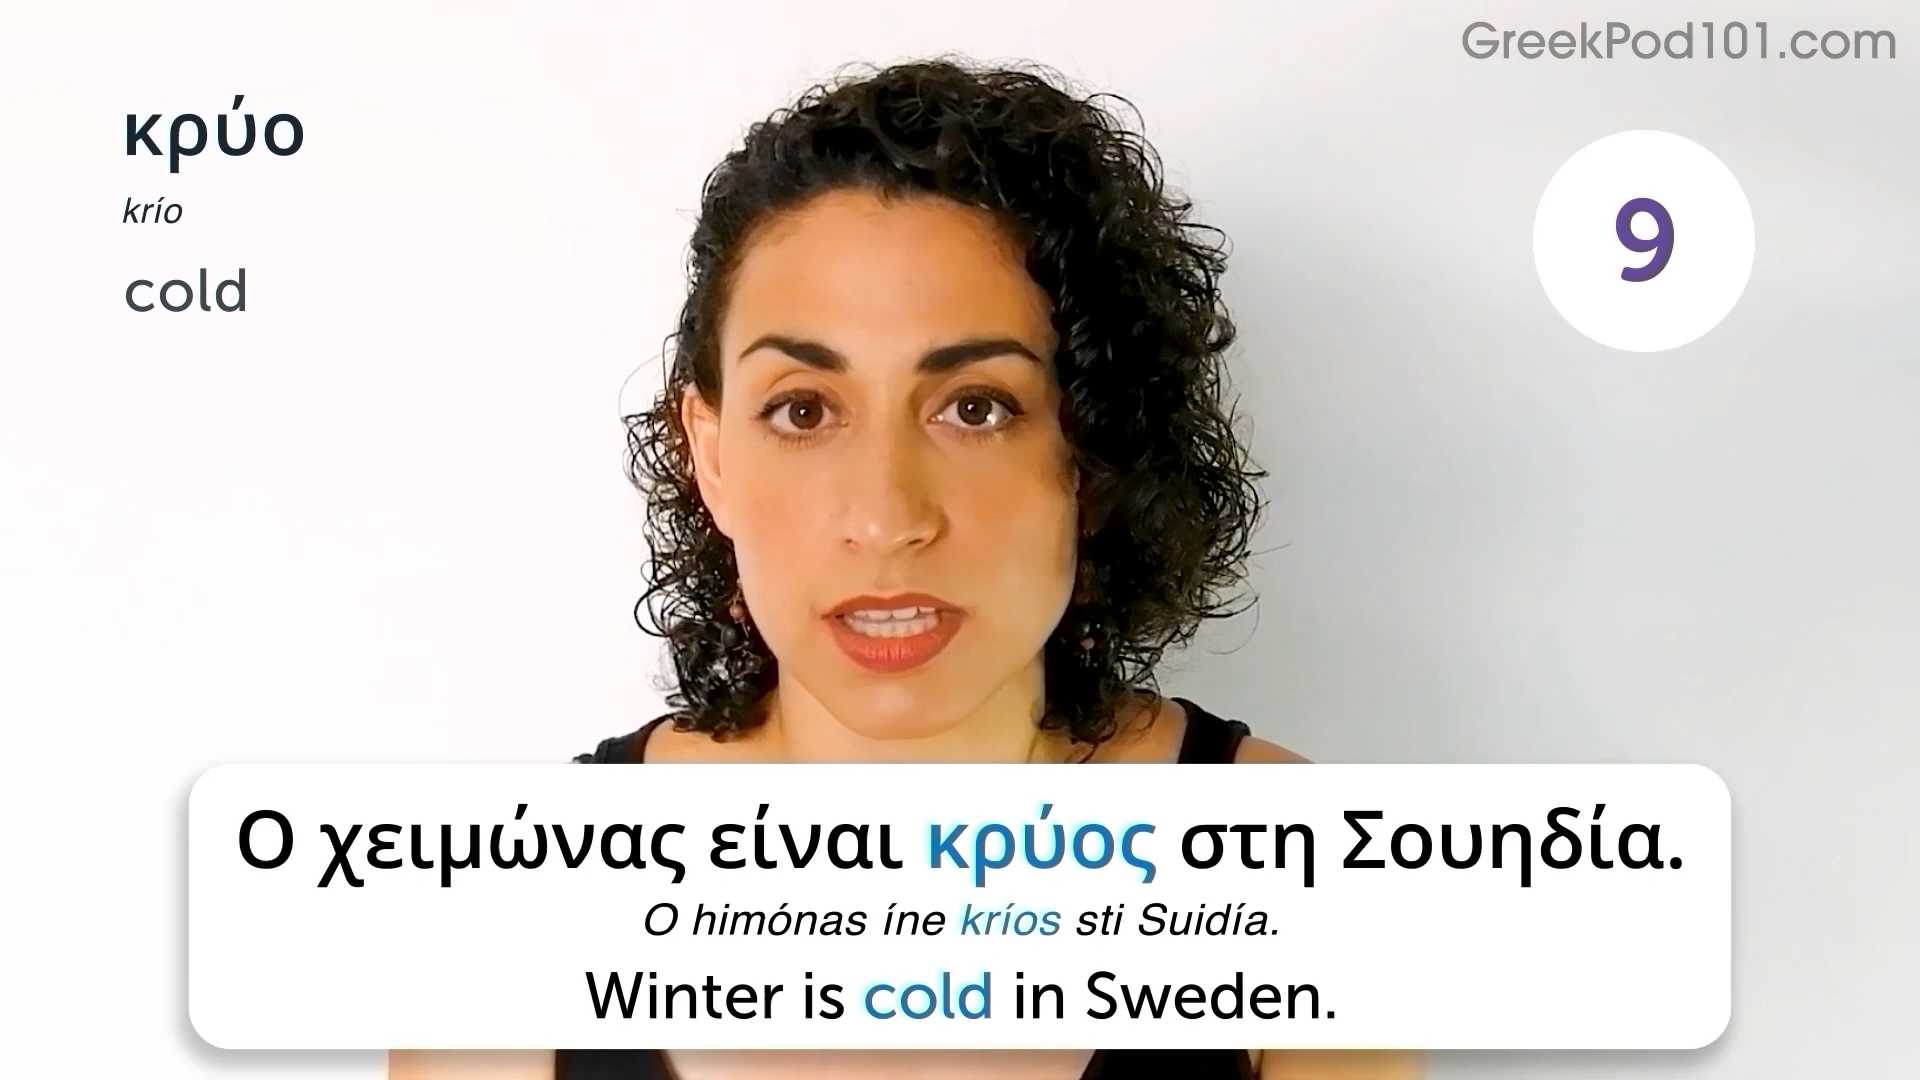 GreekPod101.com
κρύο
krío
cold
9
Ο χειμώνας είναι κρύος στη Σουηδία.
O himónas íne kríos sti Suidía.
Winter is cold in Sweden.